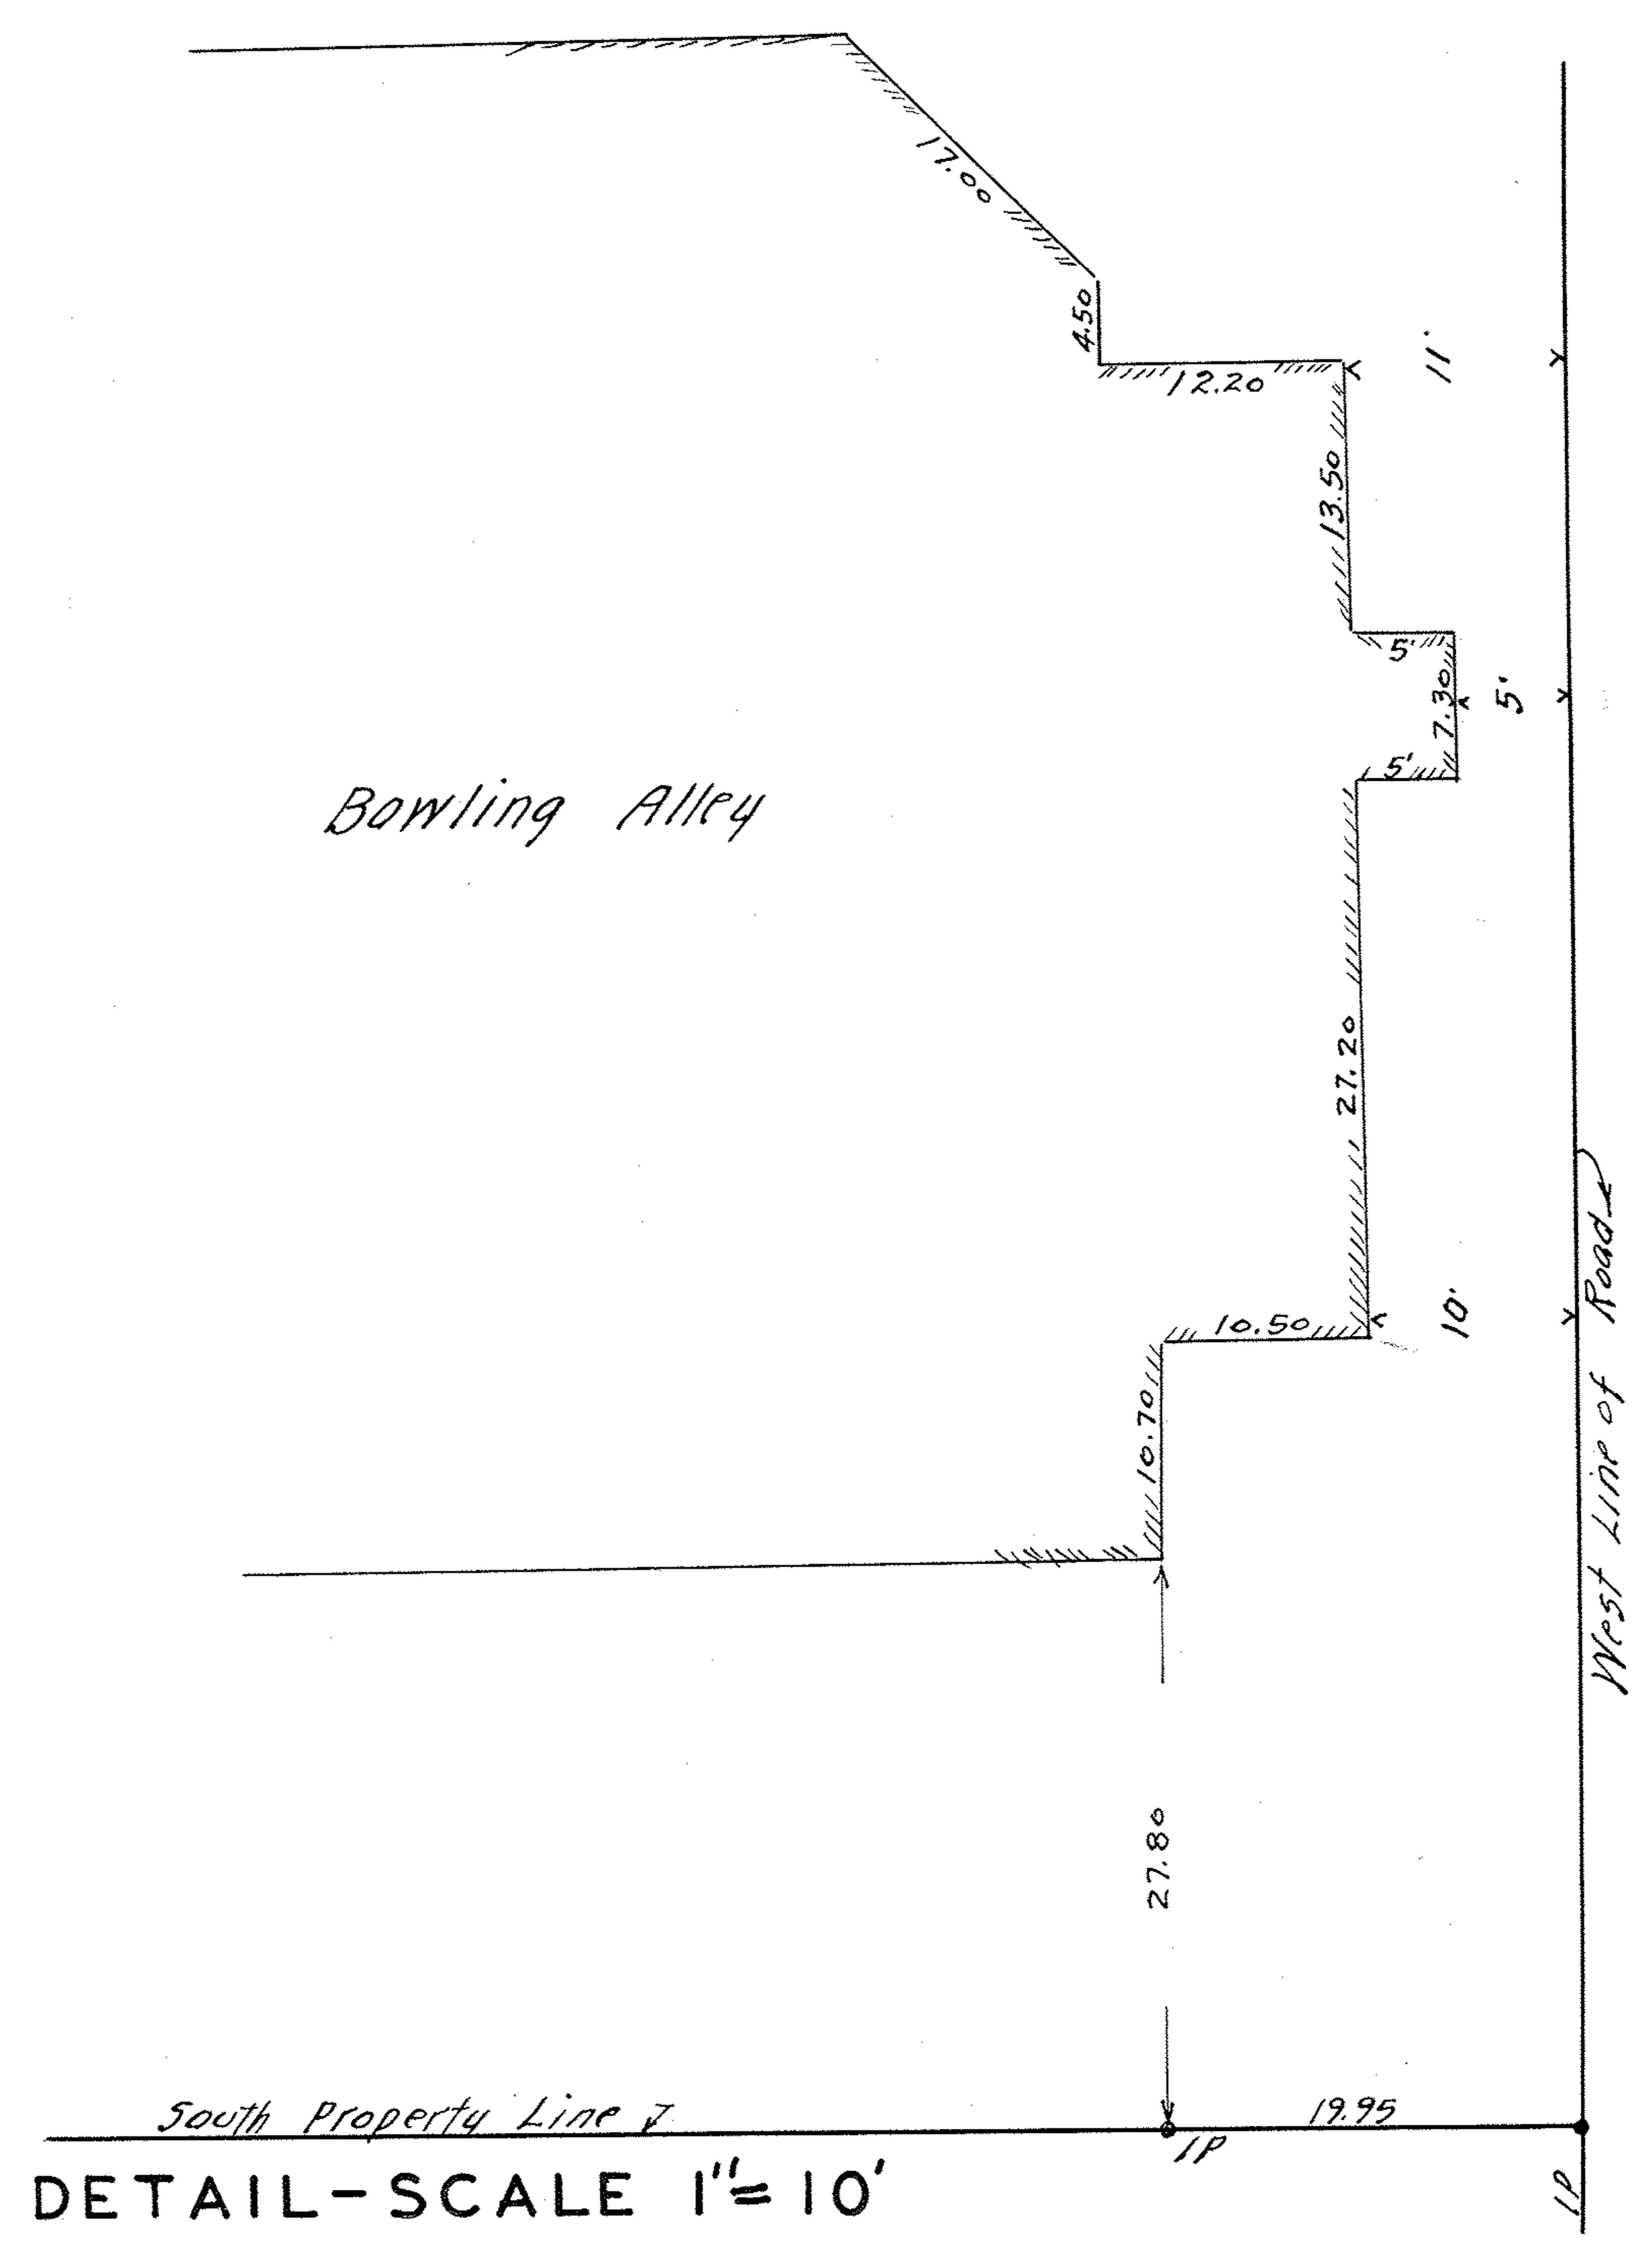 17.00
4.50
12.20
11'
13.50
5'
7.30
5'
5'
Bowling Alley
27.20
10'
10.50
10.70
West Line of Road
27.80
South Property Line
19.95
IP
IP
DETAIL-SCALE 1"= 10'